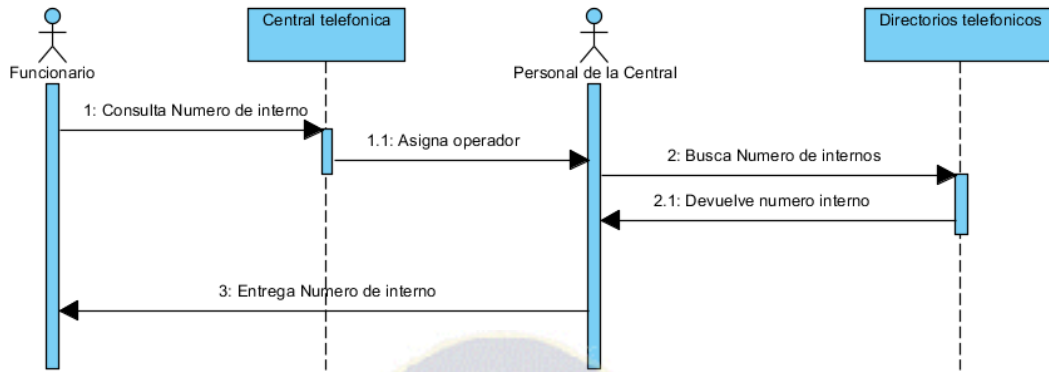 Central telefonica
Directorios telefonicos
Funcionario
Personal de la Central
1: Consulta Numero de interno
1.1: Asigna operador
2: Busca Numero de internos
2.1: Devuelve numero interno
3: Entrega Numero de interno